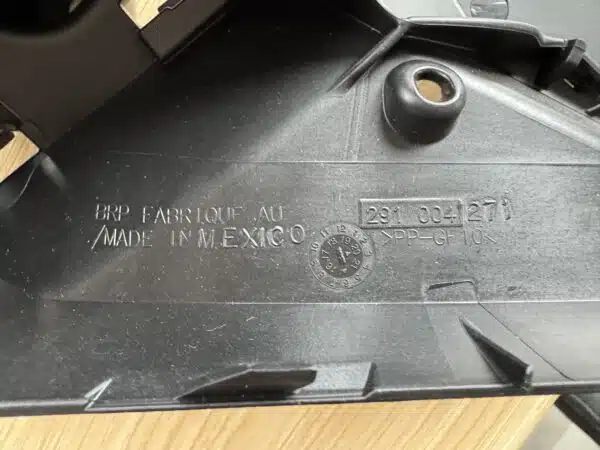 BRP FABRIQUE AU
/MADE IN MEXICO
291 004 271
>PP-GF10<